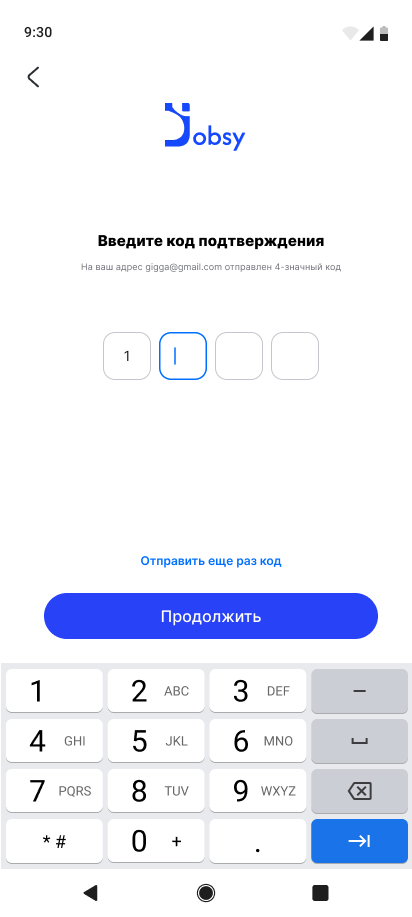 9:30
Jobsy
Введите код подтверждения
На ваш адрес gigga@gmail.com отправлен 4-значный код
1
Отправить еще раз код
Продолжить
1 2 ABC 3 DEF –
4 GHI 5 JKL 6 MNO
7 PQRS 8 TUV 9 WXYZ
* # 0 + .